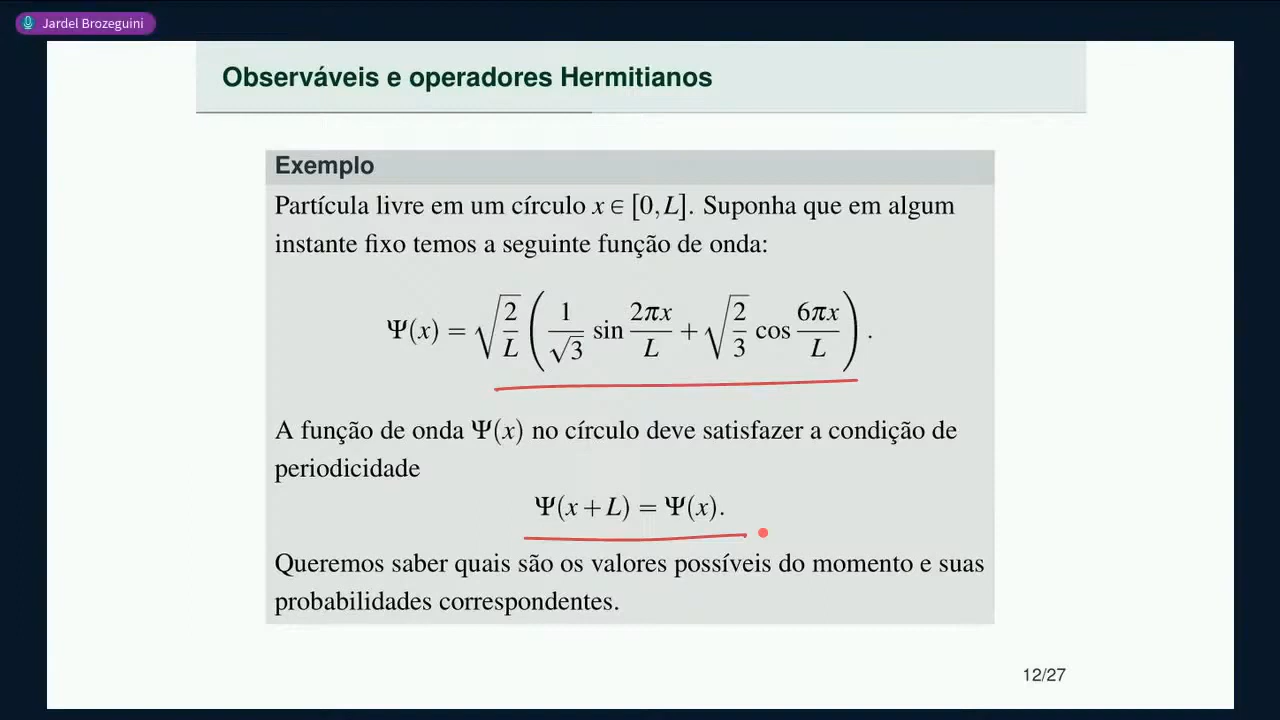 Jardel Brozeguini
Observáveis e operadores Hermitianos
Exemplo
Partícula livre em um círculo x ∈ [0, L]. Suponha que em algum
instante fixo temos a seguinte função de onda:
Ψ(x) = √(2/L) (1/√3 sin 2πx/L + √(2/3) cos 6πx/L).
A função de onda Ψ(x) no círculo deve satisfazer a condição de
periodicidade
Ψ(x + L) = Ψ(x).
Queremos saber quais são os valores possíveis do momento e suas
probabilidades correspondentes.
12/27